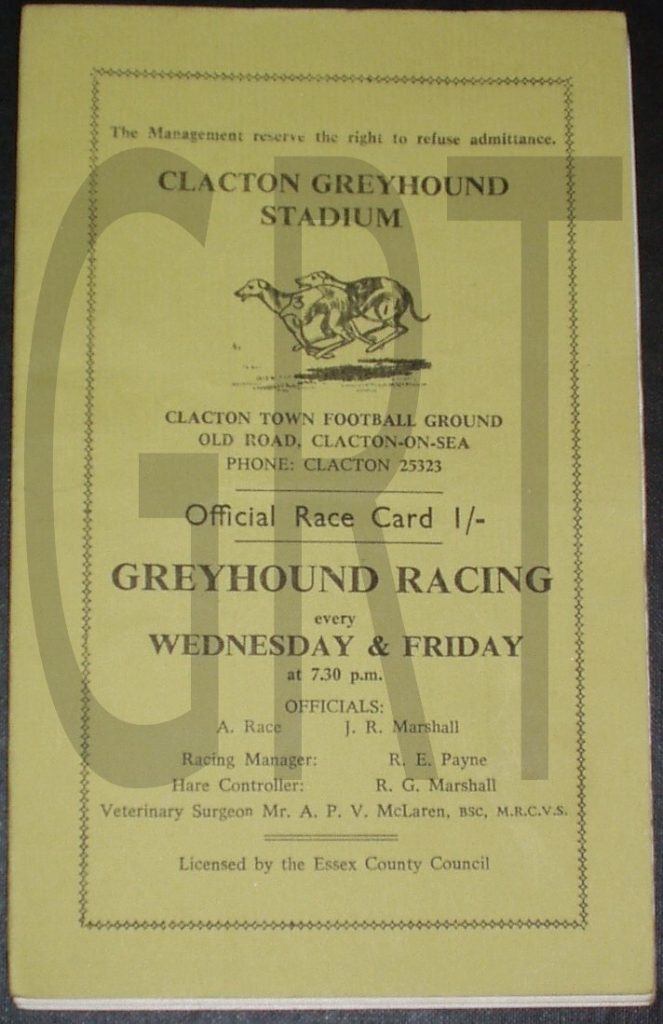 The Management reserve the right to refuse admittance.
CLACTON GREYHOUND
STADIUM
CLACTON TOWN FOOTBALL GROUND
OLD ROAD, CLACTON-ON-SEA
PHONE: CLACTON 25323
Official Race Card 1/-
GREYHOUND RACING
every
WEDNESDAY & FRIDAY
at 7.30 p.m.
OFFICIALS:
A. Race J. R. Marshall
Racing Manager: R. E. Payne
Hare Controller: R. G. Marshall
Veterinary Surgeon Mr. A. P. V. McLaren, BSC, M.R.C.V.S.
Licensed by the Essex County Council
GRT